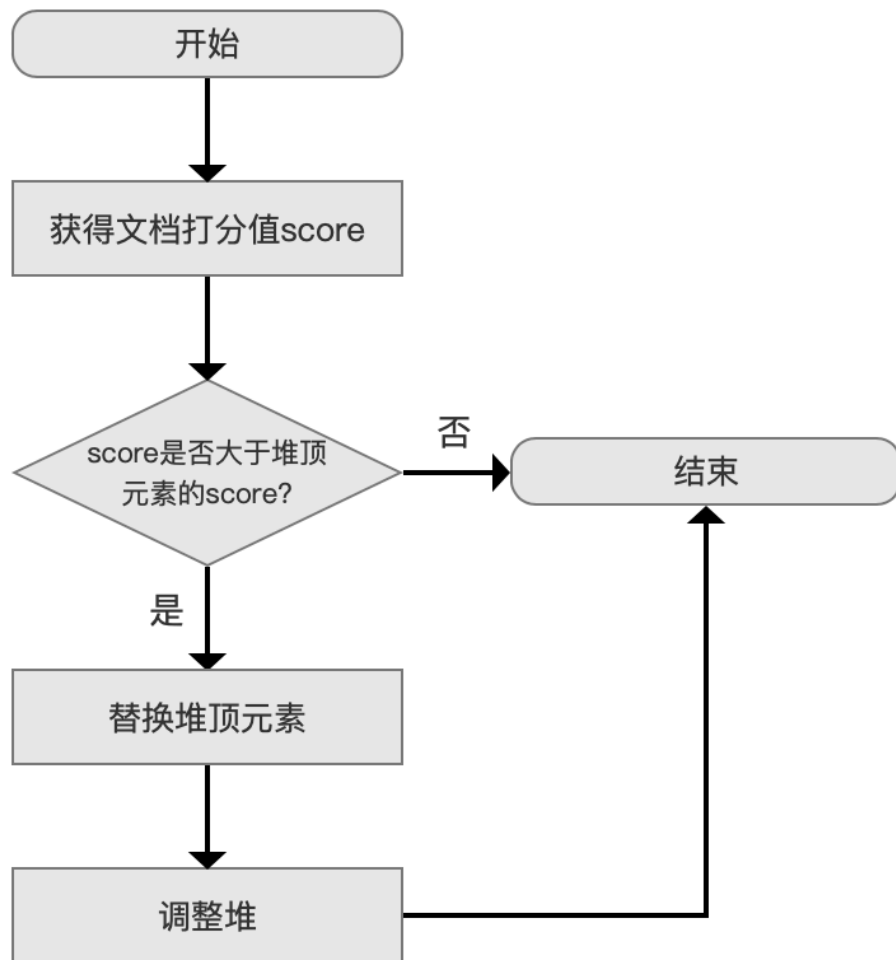 开始
获得文档打分值score
score是否大于堆顶
元素的score?
否
结束
是
替换堆顶元素
调整堆